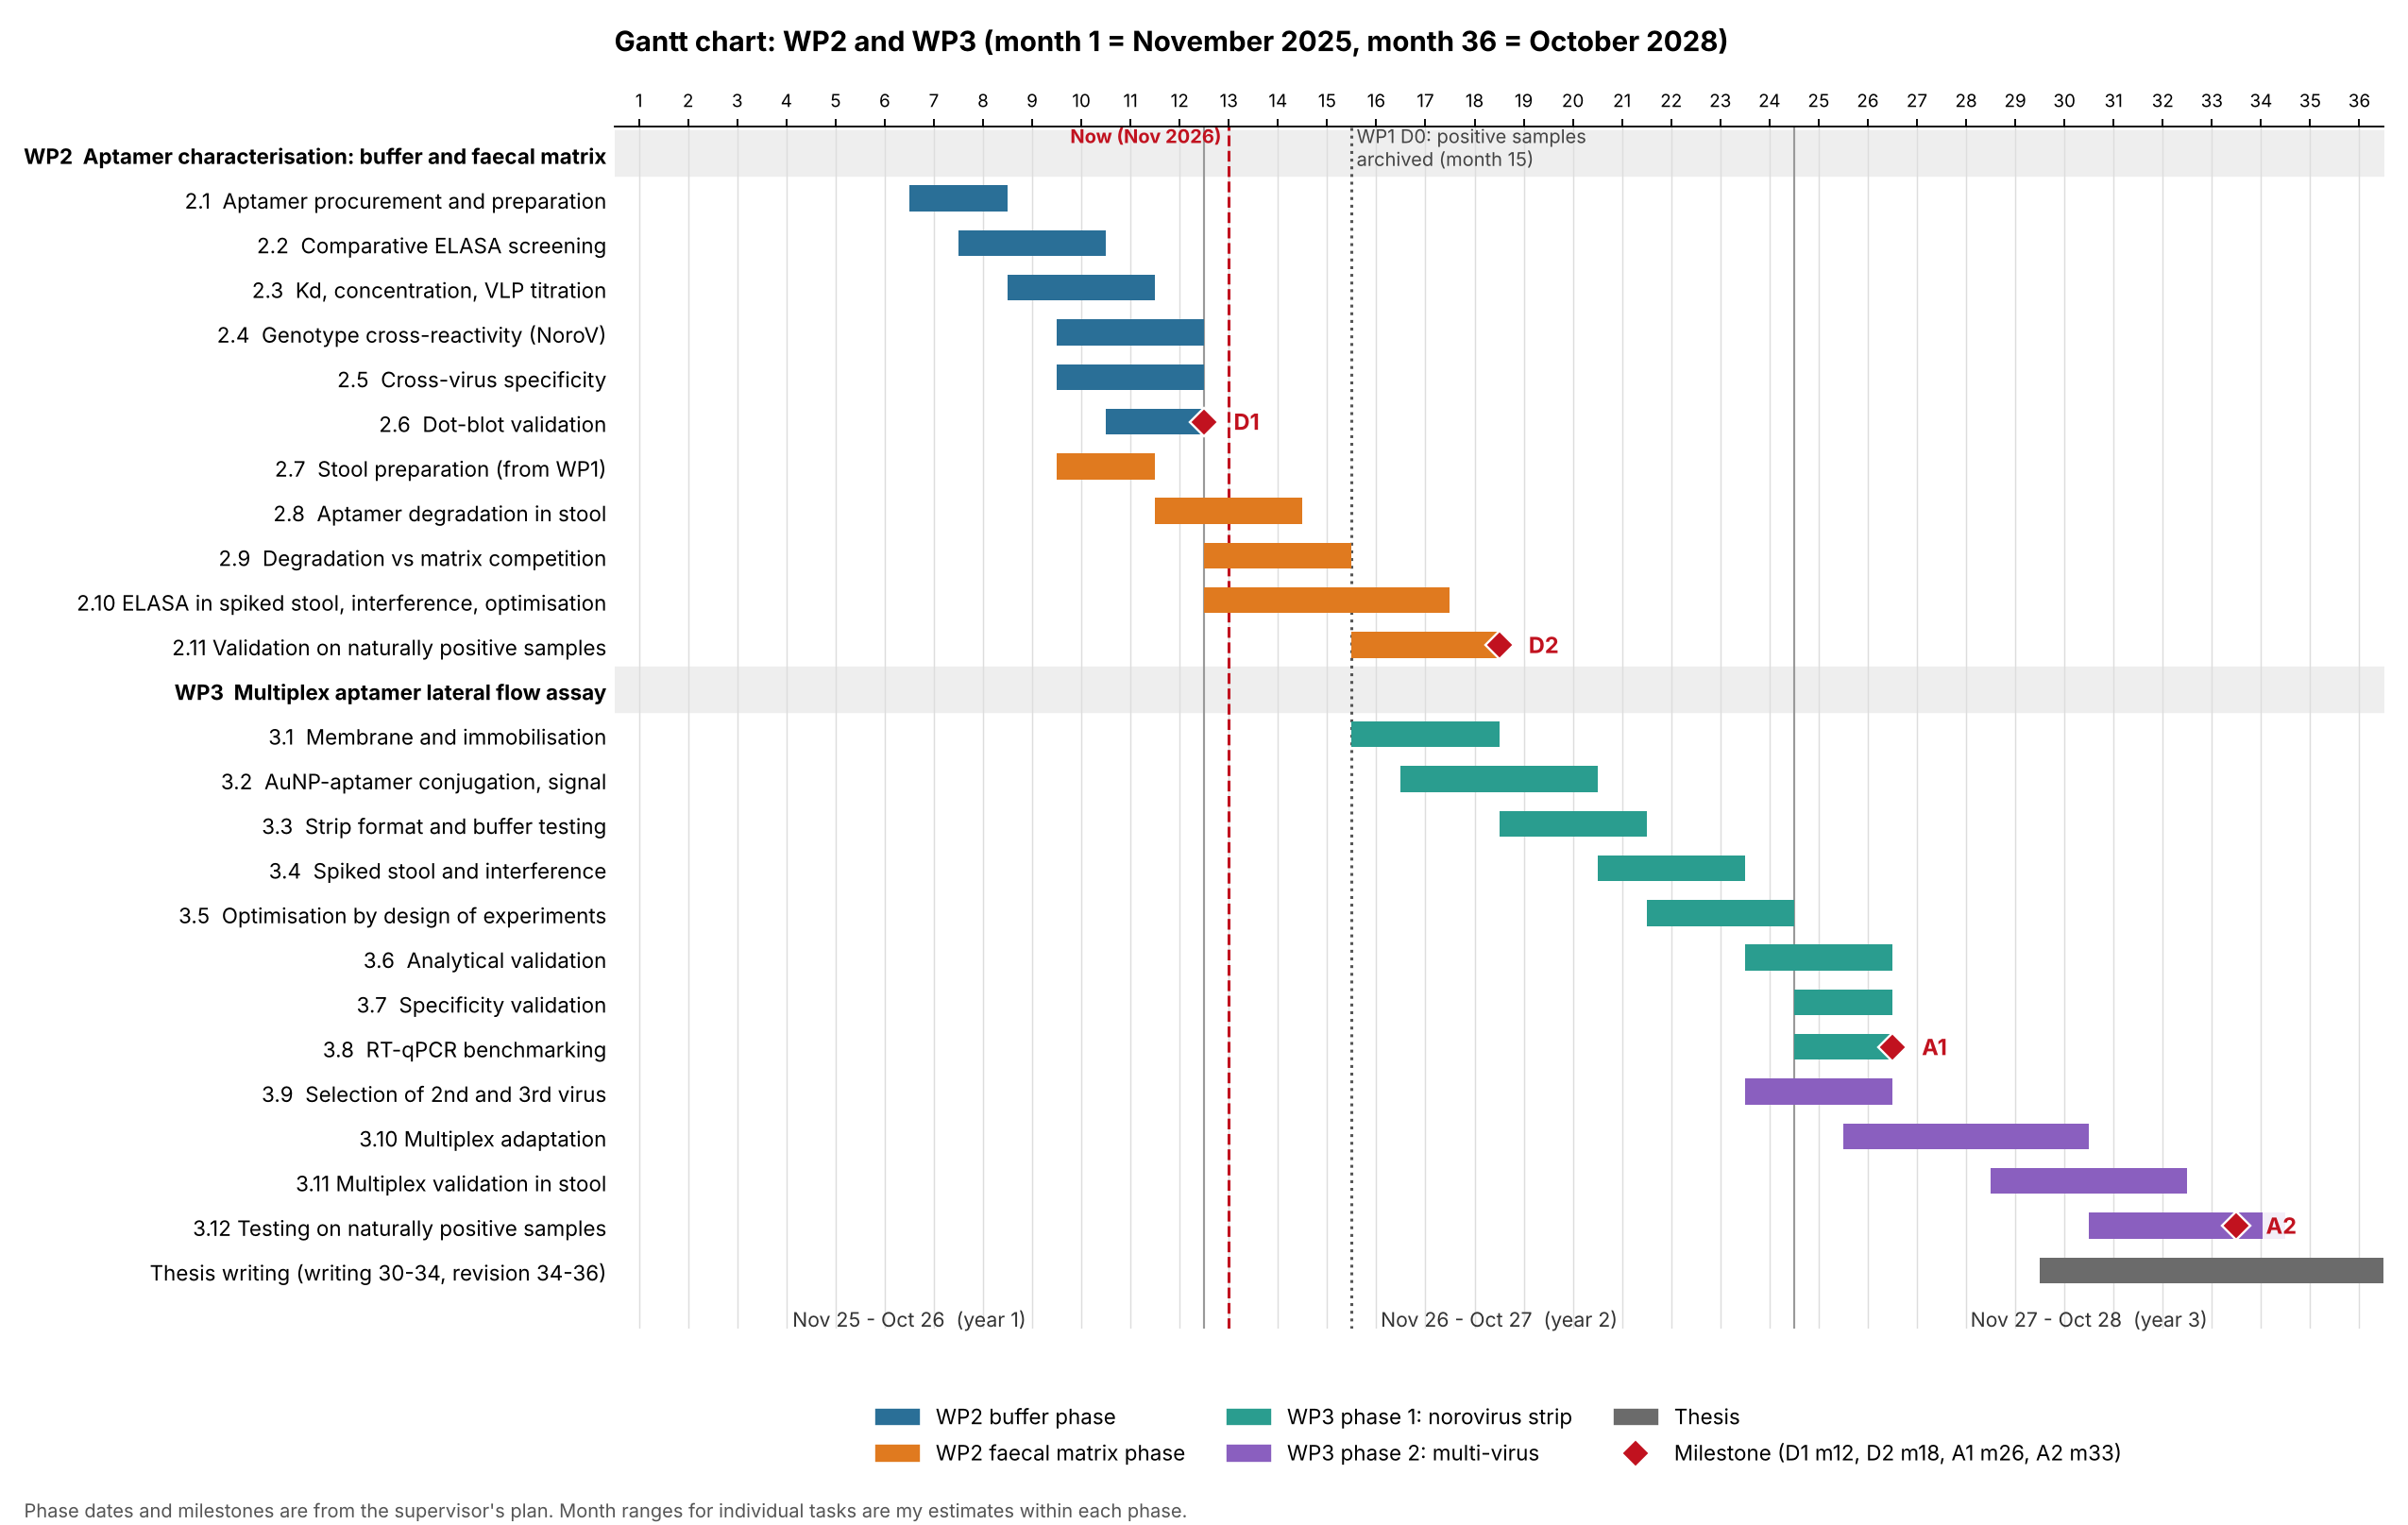 Gantt chart: WP2 and WP3 (month 1 = November 2025, month 36 = October 2028)
1 2 3 4 5 6 7 8 9 10 11 12 13 14 15 16 17 18 19 20 21 22 23 24 25 26 27 28 29 30 31 32 33 34 35 36
Now (Nov 2026)
WP1 D0: positive samples
archived (month 15)
WP2 Aptamer characterisation: buffer and faecal matrix
2.1 Aptamer procurement and preparation
2.2 Comparative ELASA screening
2.3 Kd, concentration, VLP titration
2.4 Genotype cross-reactivity (NoroV)
2.5 Cross-virus specificity
2.6 Dot-blot validation
D1
2.7 Stool preparation (from WP1)
2.8 Aptamer degradation in stool
2.9 Degradation vs matrix competition
2.10 ELASA in spiked stool, interference, optimisation
2.11 Validation on naturally positive samples
D2
WP3 Multiplex aptamer lateral flow assay
3.1 Membrane and immobilisation
3.2 AuNP-aptamer conjugation, signal
3.3 Strip format and buffer testing
3.4 Spiked stool and interference
3.5 Optimisation by design of experiments
3.6 Analytical validation
3.7 Specificity validation
3.8 RT-qPCR benchmarking
A1
3.9 Selection of 2nd and 3rd virus
3.10 Multiplex adaptation
3.11 Multiplex validation in stool
3.12 Testing on naturally positive samples
A2
Thesis writing (writing 30-34, revision 34-36)
Nov 25 - Oct 26 (year 1)
Nov 26 - Oct 27 (year 2)
Nov 27 - Oct 28 (year 3)
WP2 buffer phase
WP2 faecal matrix phase
WP3 phase 1: norovirus strip
WP3 phase 2: multi-virus
Thesis
Milestone (D1 m12, D2 m18, A1 m26, A2 m33)
Phase dates and milestones are from the supervisor's plan. Month ranges for individual tasks are my estimates within each phase.